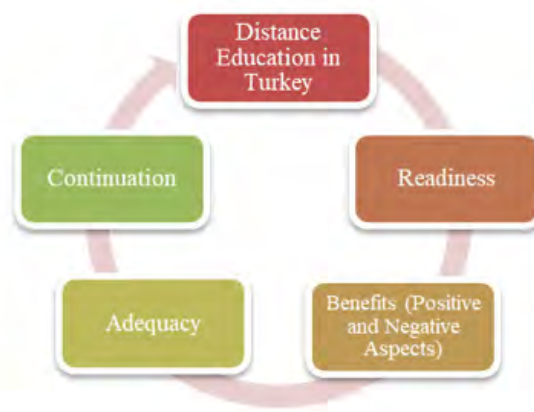 Distance
Education in
Turkey
Readiness
Benefits (Positive
and Negative
Aspects)
Adequacy
Continuation